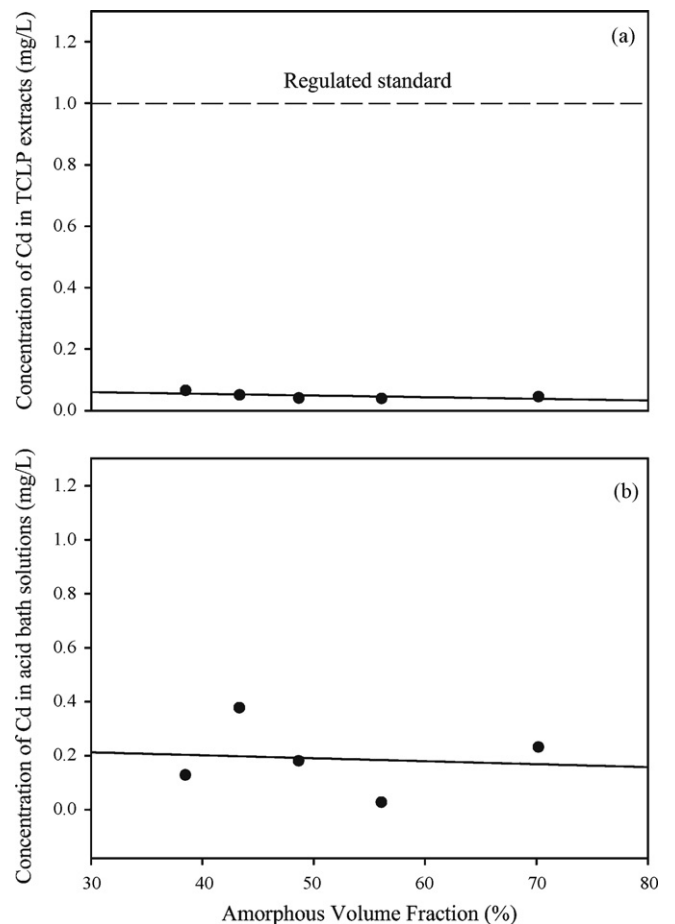 Concentration of Cd in TCLP extracts (mg/L)
1.2
1.0
0.8
0.6
0.4
0.2
0.0
(a)
Regulated standard
Concentration of Cd in acid bath solutions (mg/L)
1.2
1.0
0.8
0.6
0.4
0.2
0.0
(b)
30 40 50 60 70 80
Amorphous Volume Fraction (%)